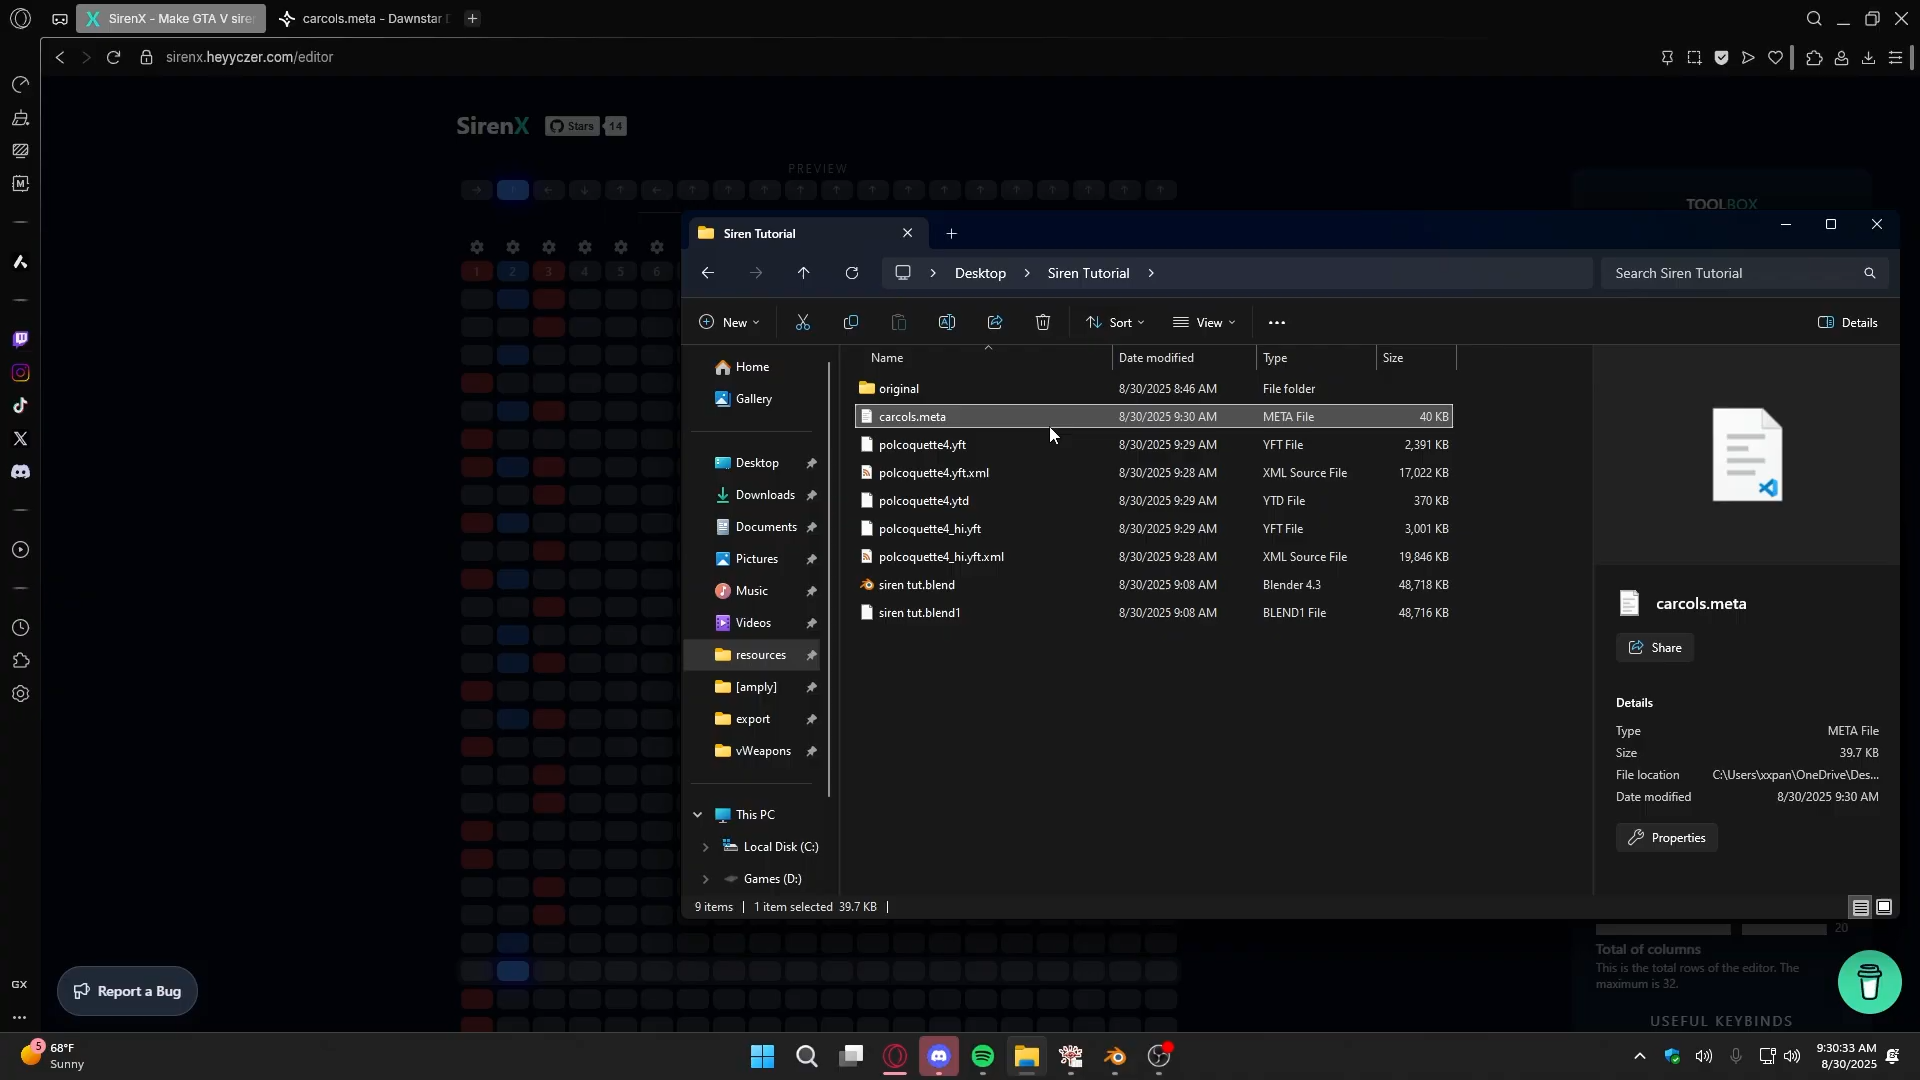 SirenX - Make GTA V siren
carcols.meta - Dawnstar D
sirenx.heyyczer.com/editor
SirenX
Stars 14
PREVIEW
TOOLBOX
1 2 3 4 5 6
Siren Tutorial
Desktop
Siren Tutorial
Search Siren Tutorial
New
Sort
View
Details
Home
Gallery
Desktop
Downloads
Documents
Pictures
Music
Videos
resources
[amply]
export
vWeapons
This PC
Local Disk (C:)
Games (D:)
Name Date modified Type Size
original 8/30/2025 8:46 AM File folder
carcols.meta 8/30/2025 9:30 AM META File 40 KB
polcoquette4.yft 8/30/2025 9:29 AM YFT File 2,391 KB
polcoquette4.yft.xml 8/30/2025 9:28 AM XML Source File 17,022 KB
polcoquette4.ytd 8/30/2025 9:29 AM YTD File 370 KB
polcoquette4_hi.yft 8/30/2025 9:29 AM YFT File 3,001 KB
polcoquette4_hi.yft.xml 8/30/2025 9:28 AM XML Source File 19,846 KB
siren tut.blend 8/30/2025 9:08 AM Blender 4.3 48,718 KB
siren tut.blend1 8/30/2025 9:08 AM BLEND1 File 48,716 KB
carcols.meta
Share
Details
Type META File
Size 39.7 KB
File location C:\Users\xxpan\OneDrive\Des...
Date modified 8/30/2025 9:30 AM
Properties
9 items 1 item selected 39.7 KB
20
Total of columns
This is the total rows of the editor. The
maximum is 32.
USEFUL KEYBINDS
Report a Bug
GX
5
68°F
Sunny
9:30:33 AM
8/30/2025